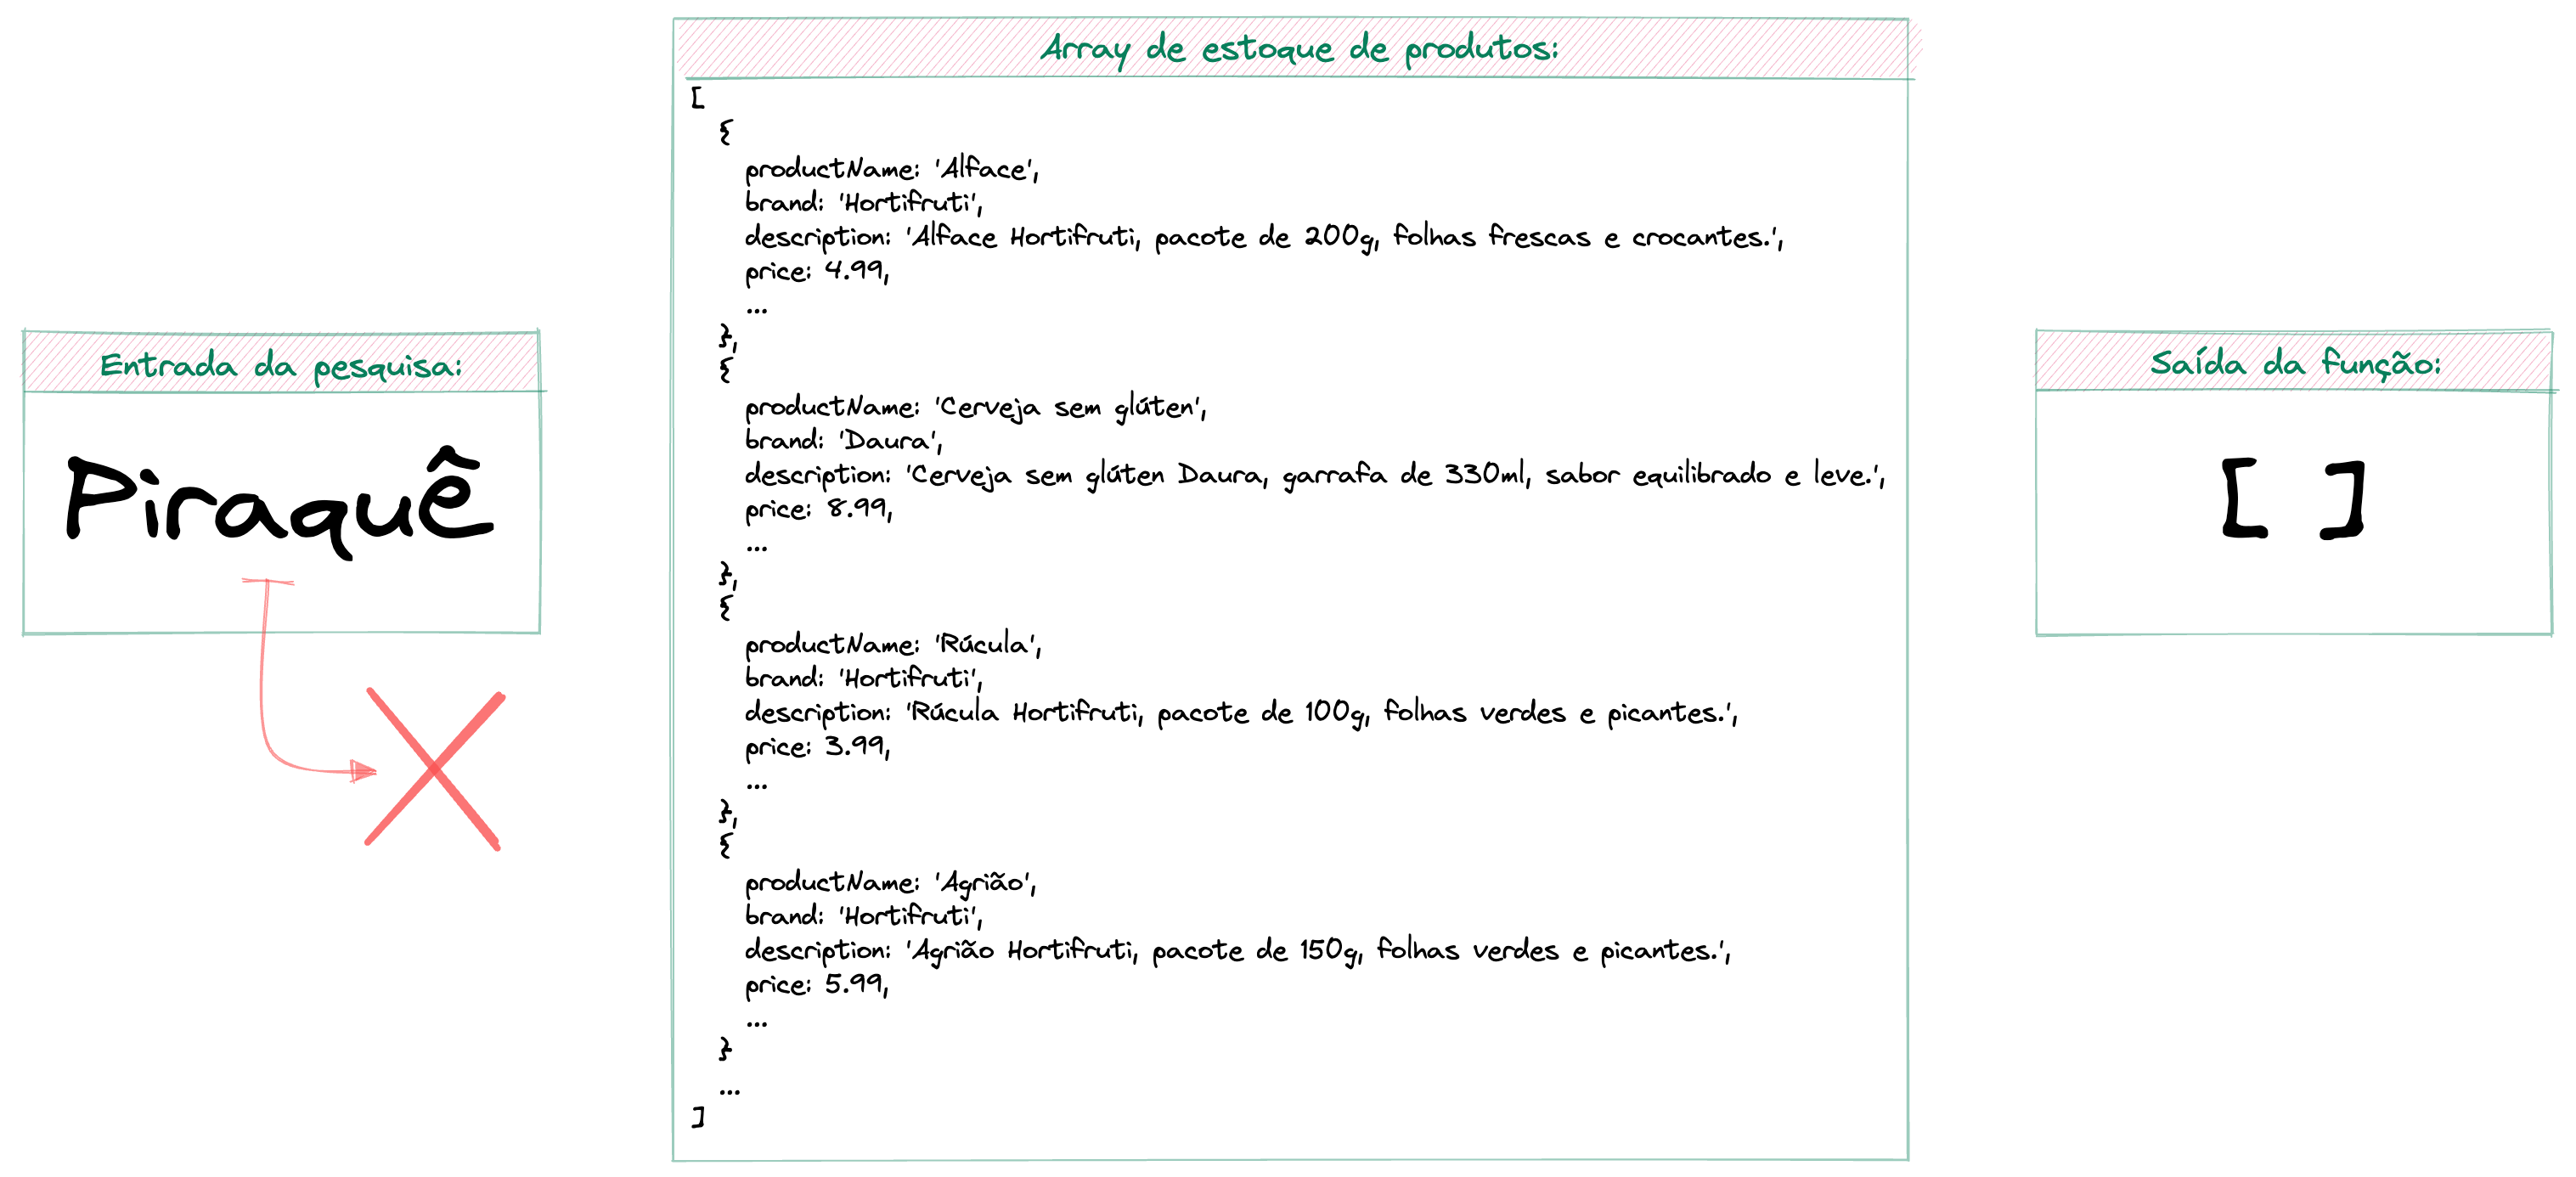 Entrada da pesquisa:
Piraquê
Array de estoque de produtos:
[
{
productName: 'Alface',
brand: 'Hortifruti',
description: 'Alface Hortifruti, pacote de 200g, folhas frescas e crocantes.',
price: 4.99,
...
},
{
productName: 'Cerveja sem glúten',
brand: 'Daura',
description: 'Cerveja sem glúten Daura, garrafa de 330ml, sabor equilibrado e leve.',
price: 8.99,
...
},
{
productName: 'Rúcula',
brand: 'Hortifruti',
description: 'Rúcula Hortifruti, pacote de 100g, folhas verdes e picantes.',
price: 3.99,
...
},
{
productName: 'Agrião',
brand: 'Hortifruti',
description: 'Agrião Hortifruti, pacote de 150g, folhas verdes e picantes.',
price: 5.99,
...
}
...
]
Saída da função:
[ ]